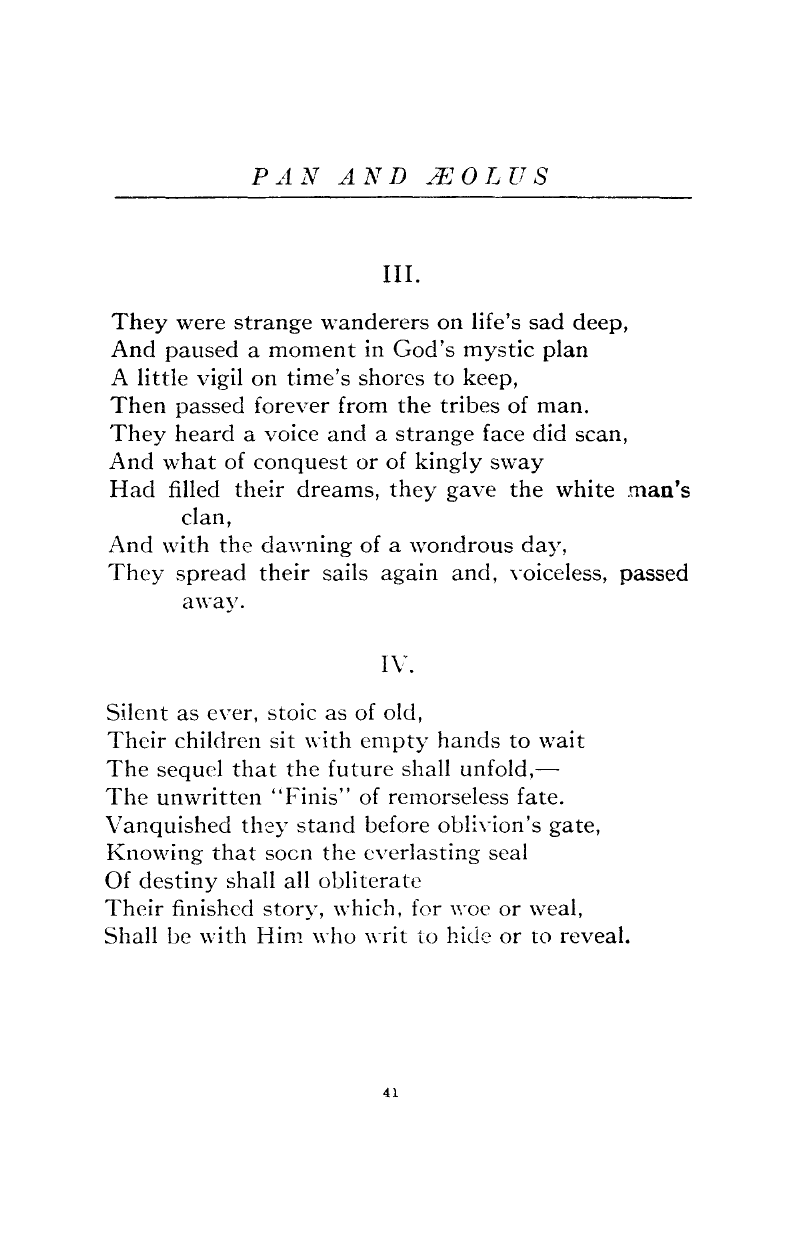 PAN AND ÆOLUS
III.
They were strange wanderers on life's sad deep,
And paused a moment in God's mystic plan
A little vigil on time's shores to keep,
Then passed forever from the tribes of man.
They heard a voice and a strange face did scan,
And what of conquest or of kingly sway
Had filled their dreams, they gave the white man's
clan,
And with the dawning of a wondrous day,
They spread their sails again and, voiceless, passed
away.
IV.
Silent as ever, stoic as of old,
Their children sit with empty hands to wait
The sequel that the future shall unfold,—
The unwritten "Finis" of remorseless fate.
Vanquished they stand before oblivion's gate,
Knowing that soon the everlasting seal
Of destiny shall all obliterate
Their finished story, which, for woe or weal,
Shall be with Him who writ to hide or to reveal.
41